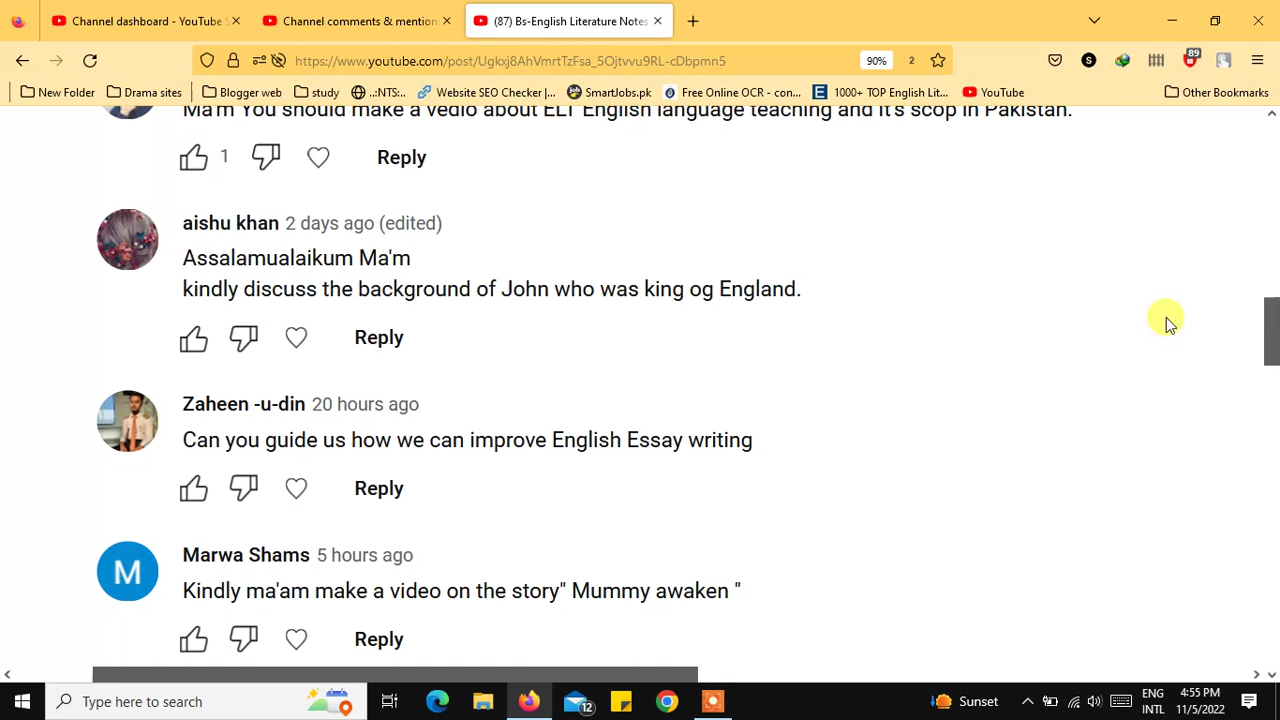 Channel dashboard - YouTube S
Channel comments & mention
(87) Bs-English Literature Notes
https://www.youtube.com/post/Ugkxj8AhVmrtTzFsa_5Ojtvvu9RL-cDbpmn5
90%
2
89
New Folder
Drama sites
Blogger web
study
..:NTS:..
Website SEO Checker |...
SmartJobs.pk
Free Online OCR - con...
1000+ TOP English Lit...
YouTube
Other Bookmarks
Ma'm You should make a vedio about ELT English language teaching and it's scop in Pakistan.
1
Reply
aishu khan 2 days ago (edited)
Assalamualaikum Ma'm
kindly discuss the background of John who was king og England.
Reply
Zaheen -u-din 20 hours ago
Can you guide us how we can improve English Essay writing
Reply
M
Marwa Shams 5 hours ago
Kindly ma'am make a video on the story" Mummy awaken "
Reply
Type here to search
12
Sunset
ENG
INTL
4:55 PM
11/5/2022